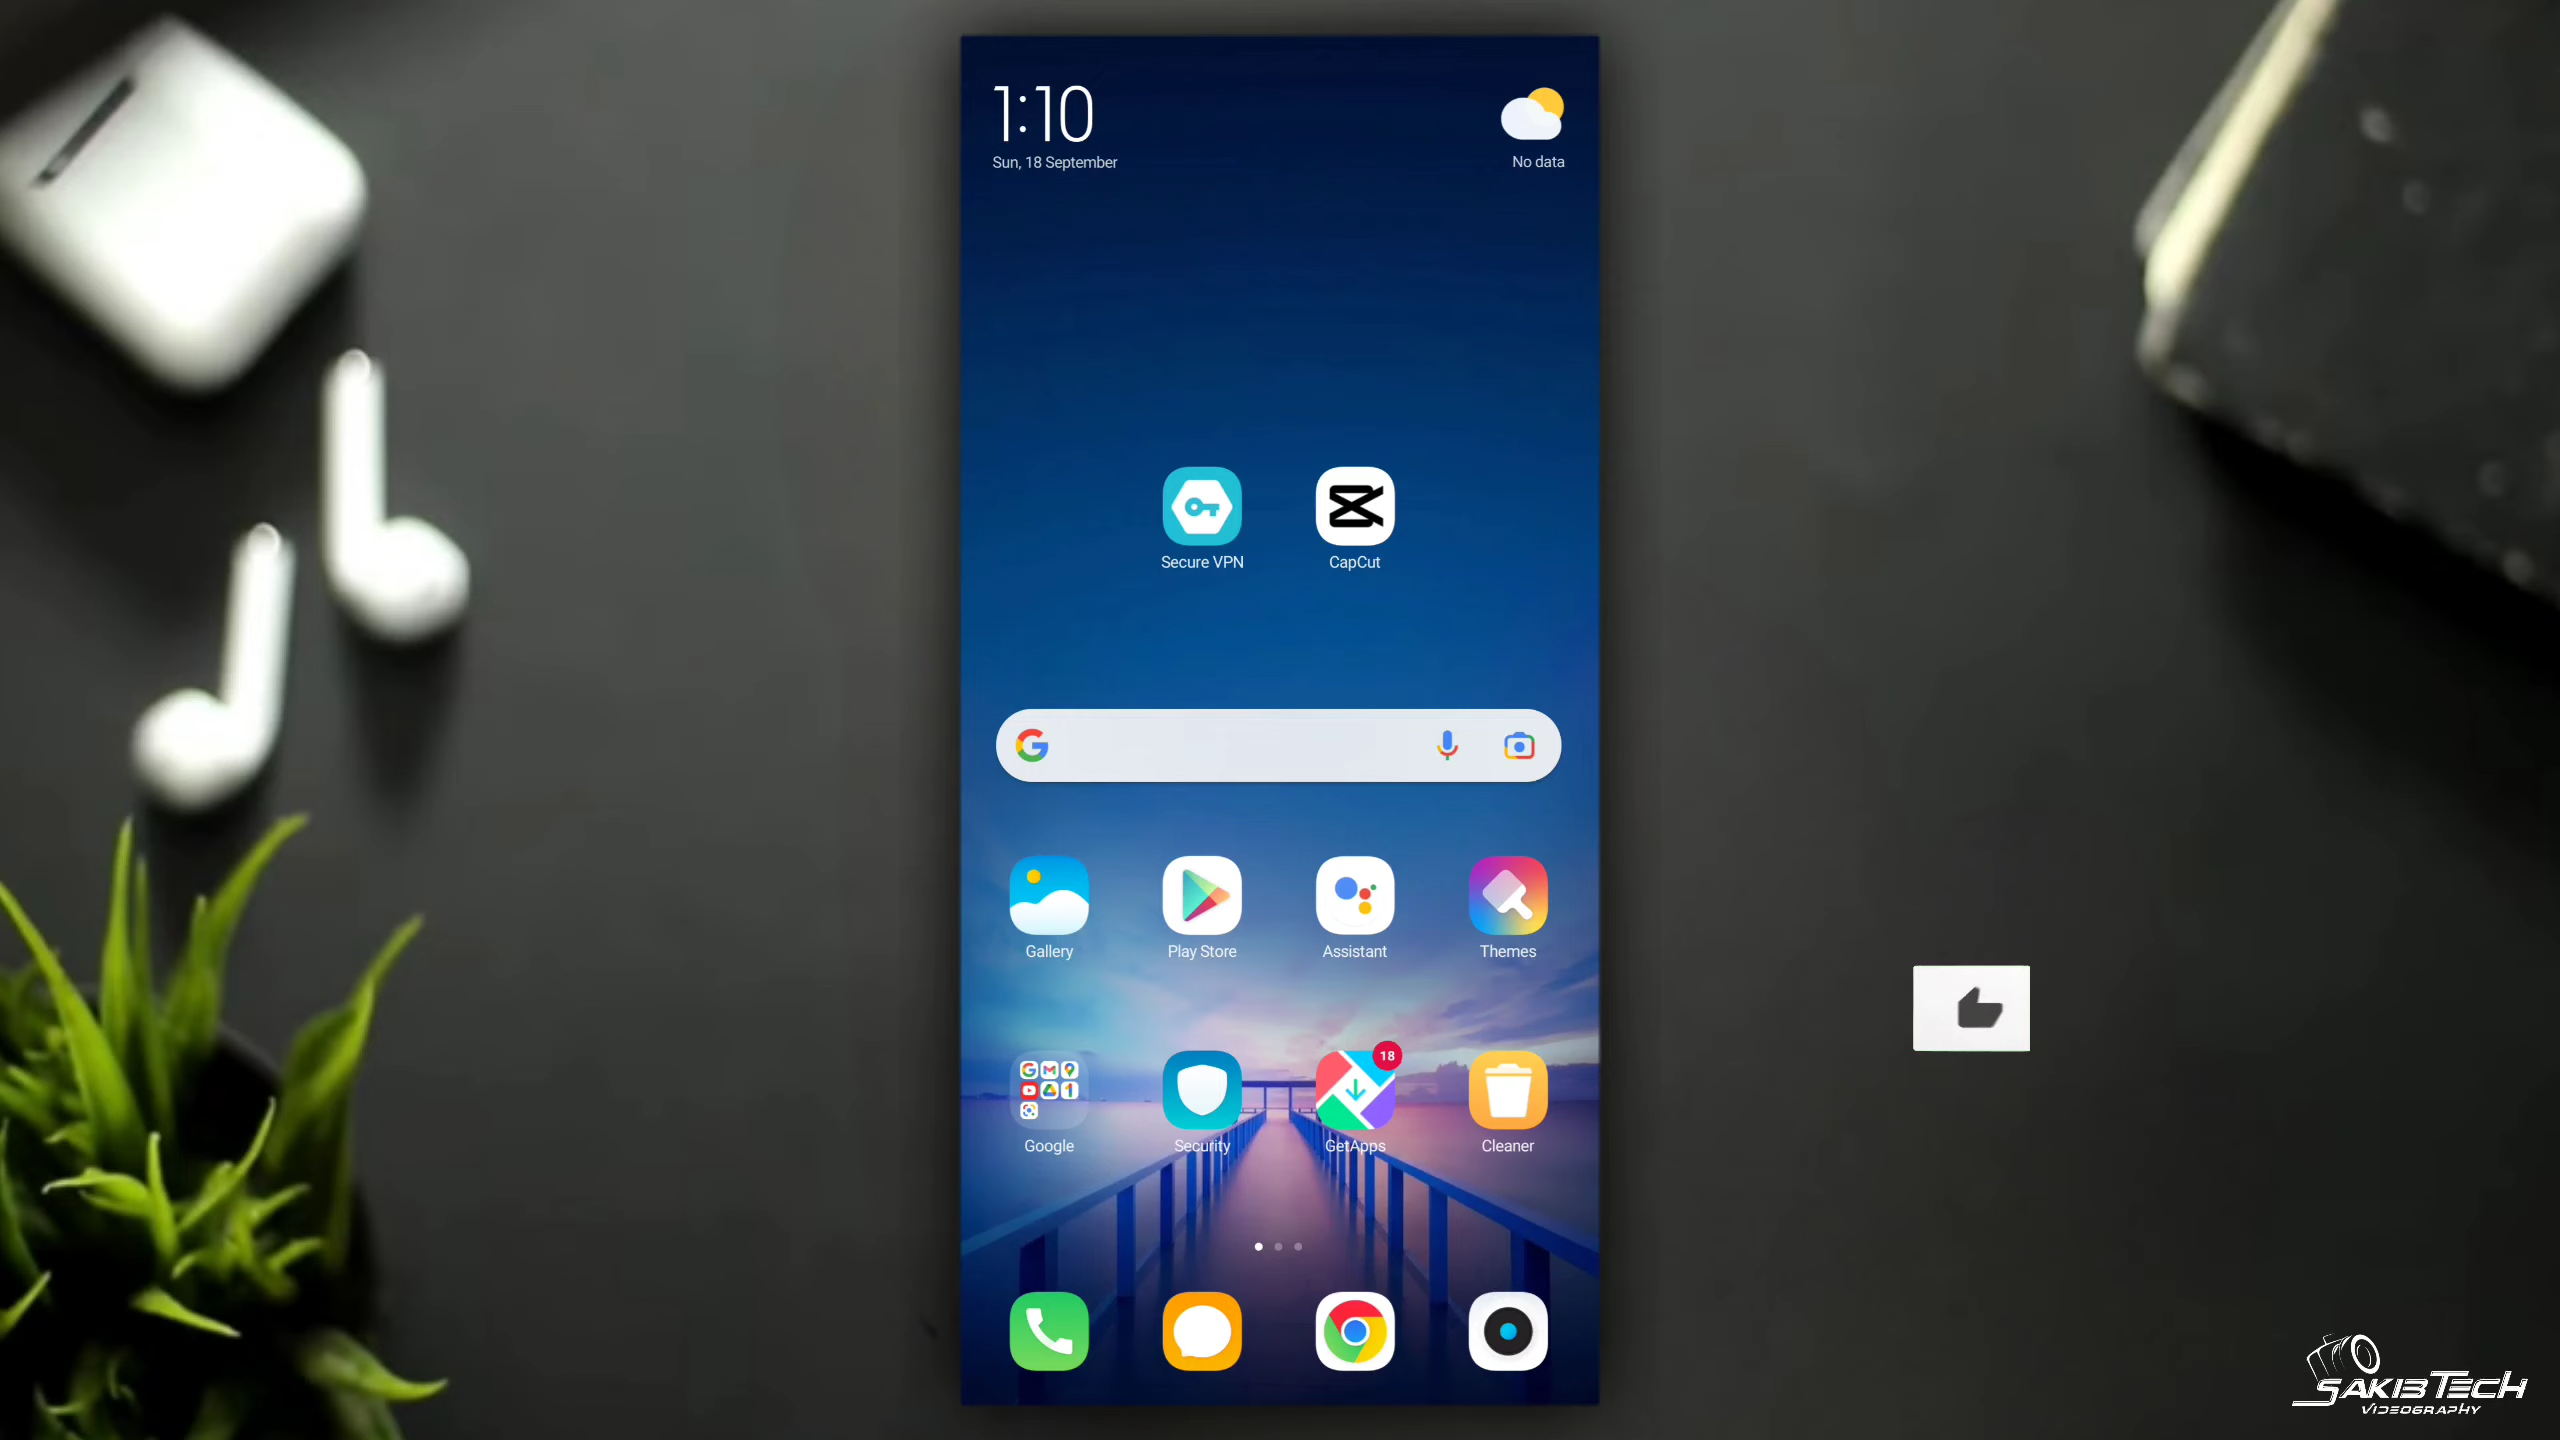 1:10
Sun, 18 September
No data
Secure VPN
CapCut
Gallery
Play Store
Assistant
Themes
18
Google
Security
GetApps
Cleaner
SAKIBTECH
VIDEOGRAPHY